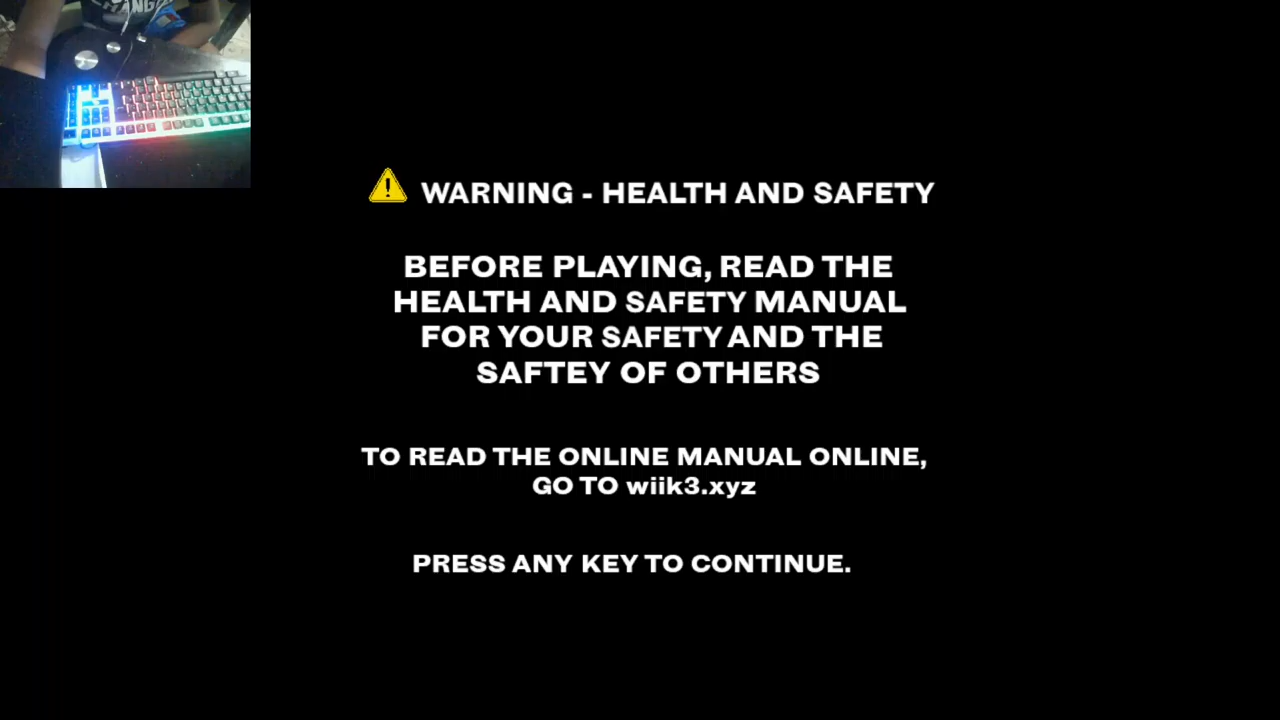 CHANG
WARNING - HEALTH AND SAFETY
BEFORE PLAYING, READ THE
HEALTH AND SAFETY MANUAL
FOR YOUR SAFETY AND THE
SAFTEY OF OTHERS
TO READ THE ONLINE MANUAL ONLINE,
GO TO wiik3.xyz
PRESS ANY KEY TO CONTINUE.